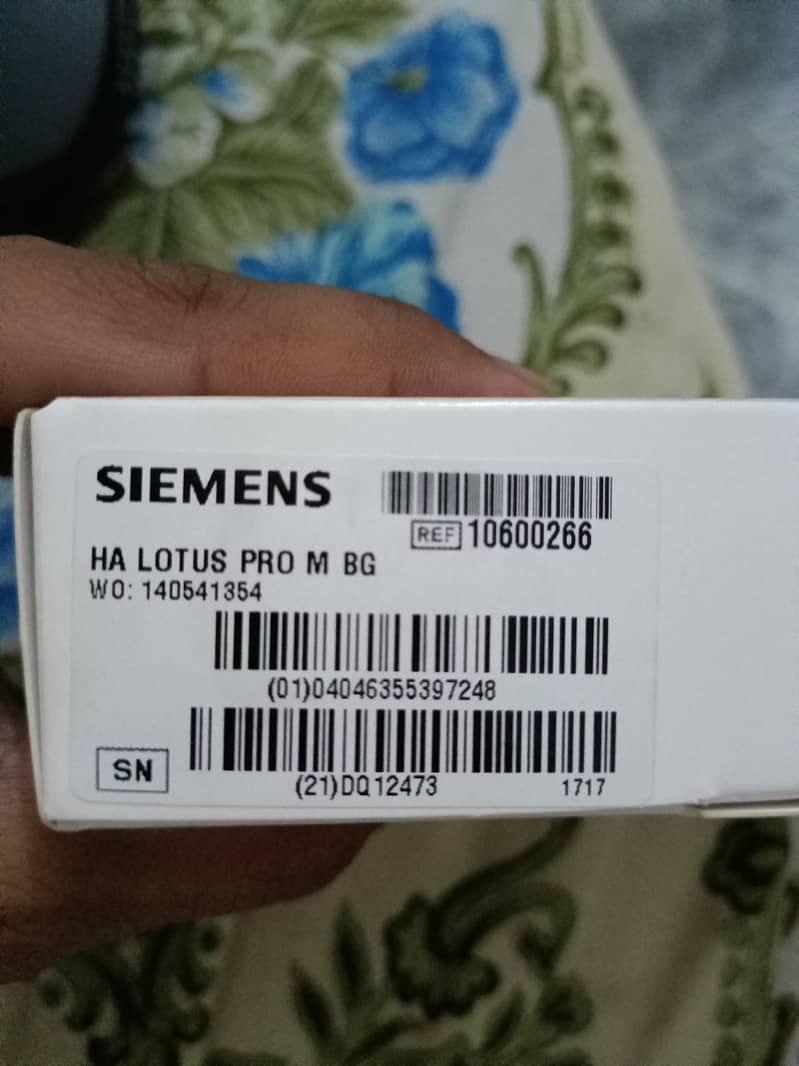 SIEMENS
REF 10600266
HA LOTUS PRO M BG
WO: 140541354
(01)04046355397248
SN
(21)DQ12473
1717